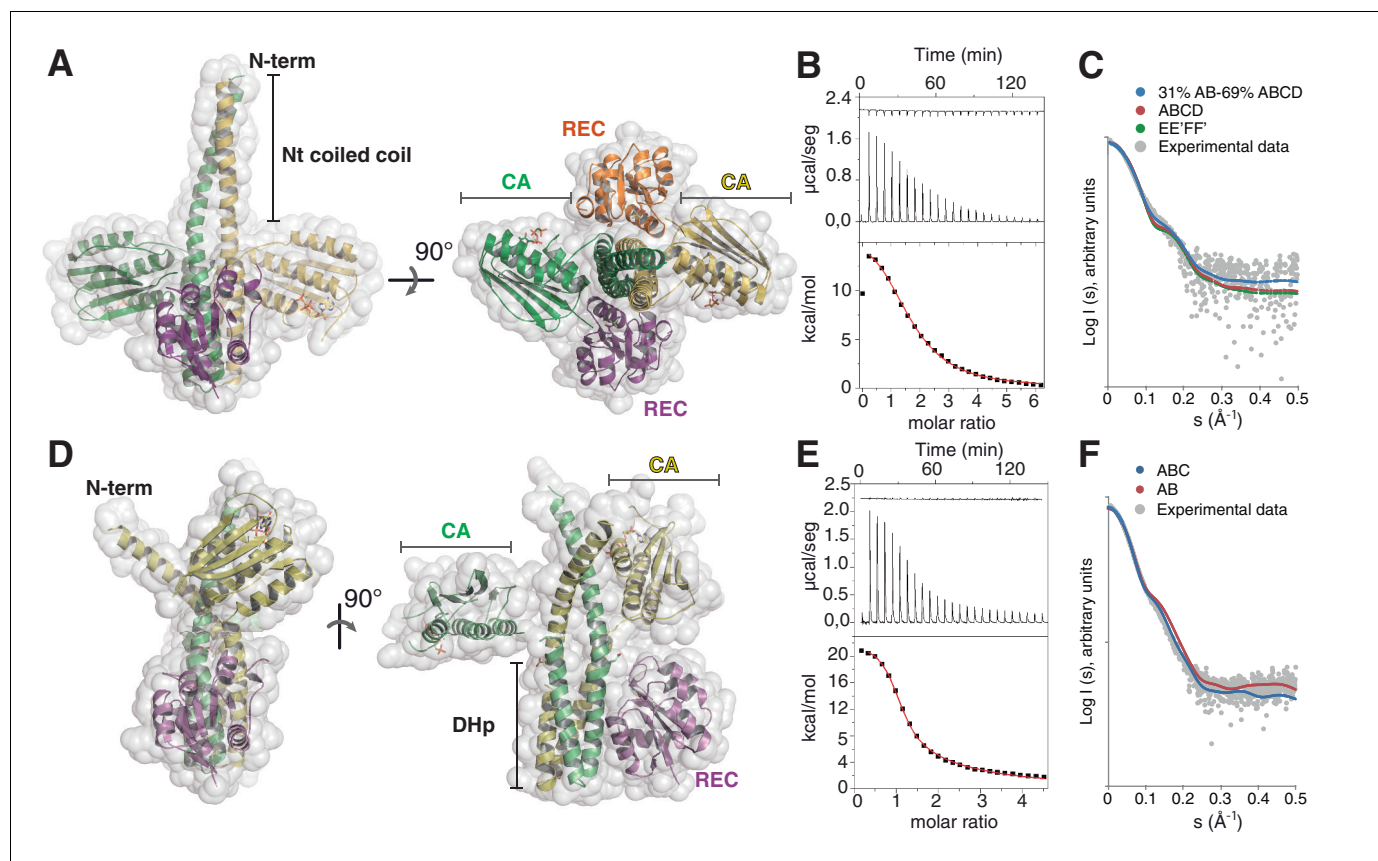 A
N-term
Nt coiled coil
90°
REC
CA
CA
REC
B
Time (min)
0 60 120
2.4
1.6
0.8
0,0
µcal/seg
10
5
0
kcal/mol
0 1 2 3 4 5 6
molar ratio
C
31% AB-69% ABCD
ABCD
EE'FF'
Experimental data
Log I (s), arbitrary units
0 0.1 0.2 0.3 0.4 0.5
s (Å-1)
D
N-term
90°
CA
CA
DHp
REC
E
Time (min)
0 60 120
2.5
2.0
1.5
1.0
0.5
0,0
µcal/seg
20
16
12
8
4
0
kcal/mol
0 1 2 3 4
molar ratio
F
ABC
AB
Experimental data
Log I (s), arbitrary units
0 0.1 0.2 0.3 0.4 0.5
s (Å-1)